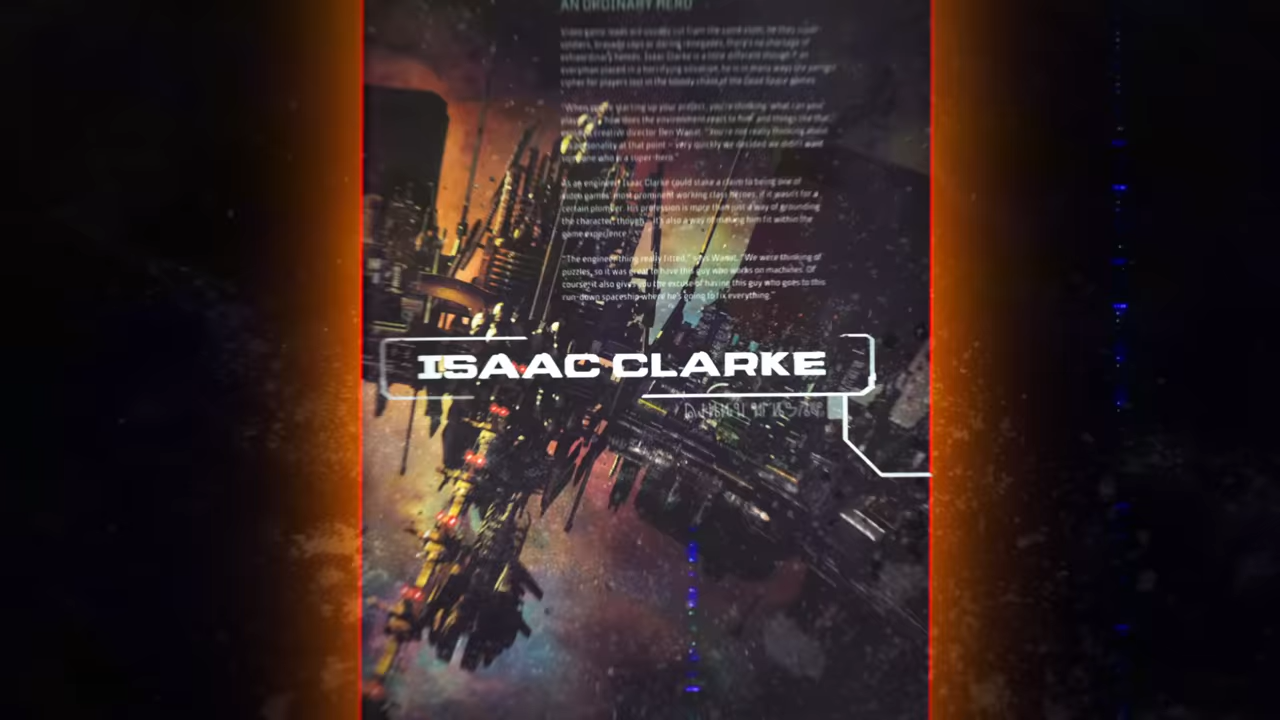 AN ORDINARY HERO
Video game leads are usually cut from the same cloth, be they super
soldiers, bravado cops or daring renegades, there's no shortage of
extraordinary heroes. Isaac Clarke is a little different though:
everyman placed in a horrifying situation, he is in many ways the perfect
cipher for players lost in the bloody chaos of the Dead Space games.
"When you're starting up your project, you're thinking 'what can your
how does the environment react to him' and things like that
creative director Ben Wanat. "You're not really thinking about
personality at that point – very quickly we decided we didn't want
someone who is a super-hero."
As an engineer, Isaac Clarke could stake a claim to being one of
video games' most prominent working class heroes, if it wasn't for a
certain plumber. His profession is more than just a way of grounding
the character, though – it's also a way of making him fit within the
game experience.
"The engineer thing really fitted," says Wanat. "We were thinking of
puzzles, so it was great to have this guy who works on machines. Of
course, it also gives you the excuse of having this guy who goes to this
run-down spaceship where he's going to fix everything."
ISAAC CLARKE